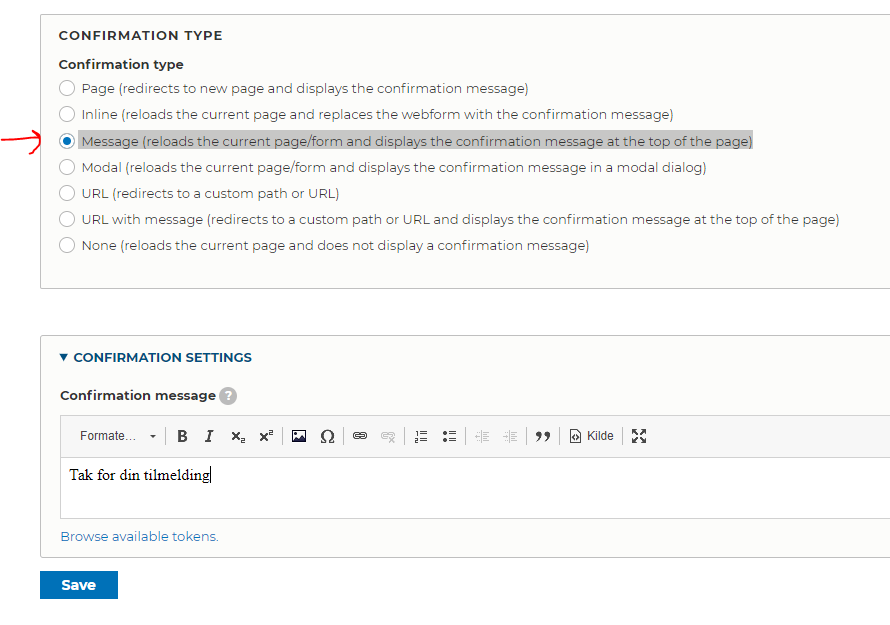 CONFIRMATION TYPE
Confirmation type
Page (redirects to new page and displays the confirmation message)
Inline (reloads the current page and replaces the webform with the confirmation message)
Message (reloads the current page/form and displays the confirmation message at the top of the page)
Modal (reloads the current page/form and displays the confirmation message in a modal dialog)
URL (redirects to a custom path or URL)
URL with message (redirects to a custom path or URL and displays the confirmation message at the top of the page)
None (reloads the current page and does not display a confirmation message)
▼ CONFIRMATION SETTINGS
Confirmation message ?
Formate... B I x₂ x² Ω Kilde
Tak for din tilmelding
Browse available tokens.
Save